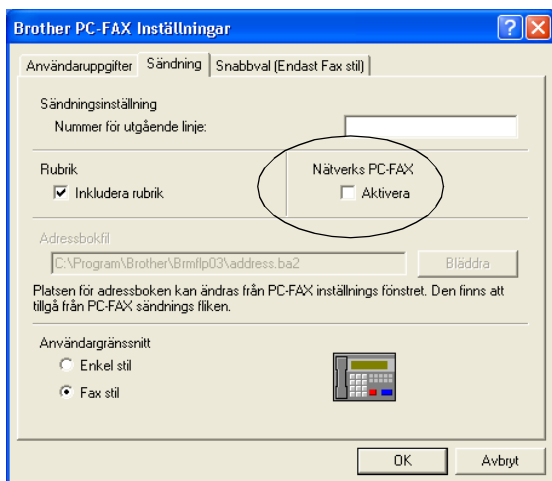 Brother PC-FAX Inställningar
Användaruppgifter Sändning Snabbval (Endast Fax stil)
Sändningsinställning
Nummer för utgående linje:
Rubrik Nätverks PC-FAX
Inkludera rubrik Aktivera
Adressbokfil
C:\Program\Brother\Brmflp03\address.ba2 Bläddra
Platsen för adressboken kan ändras från PC-FAX inställnings fönstret. Den finns att
tillgå från PC-FAX sändnings fliken.
Användargränssnitt
Enkel stil
Fax stil
OK Avbryt